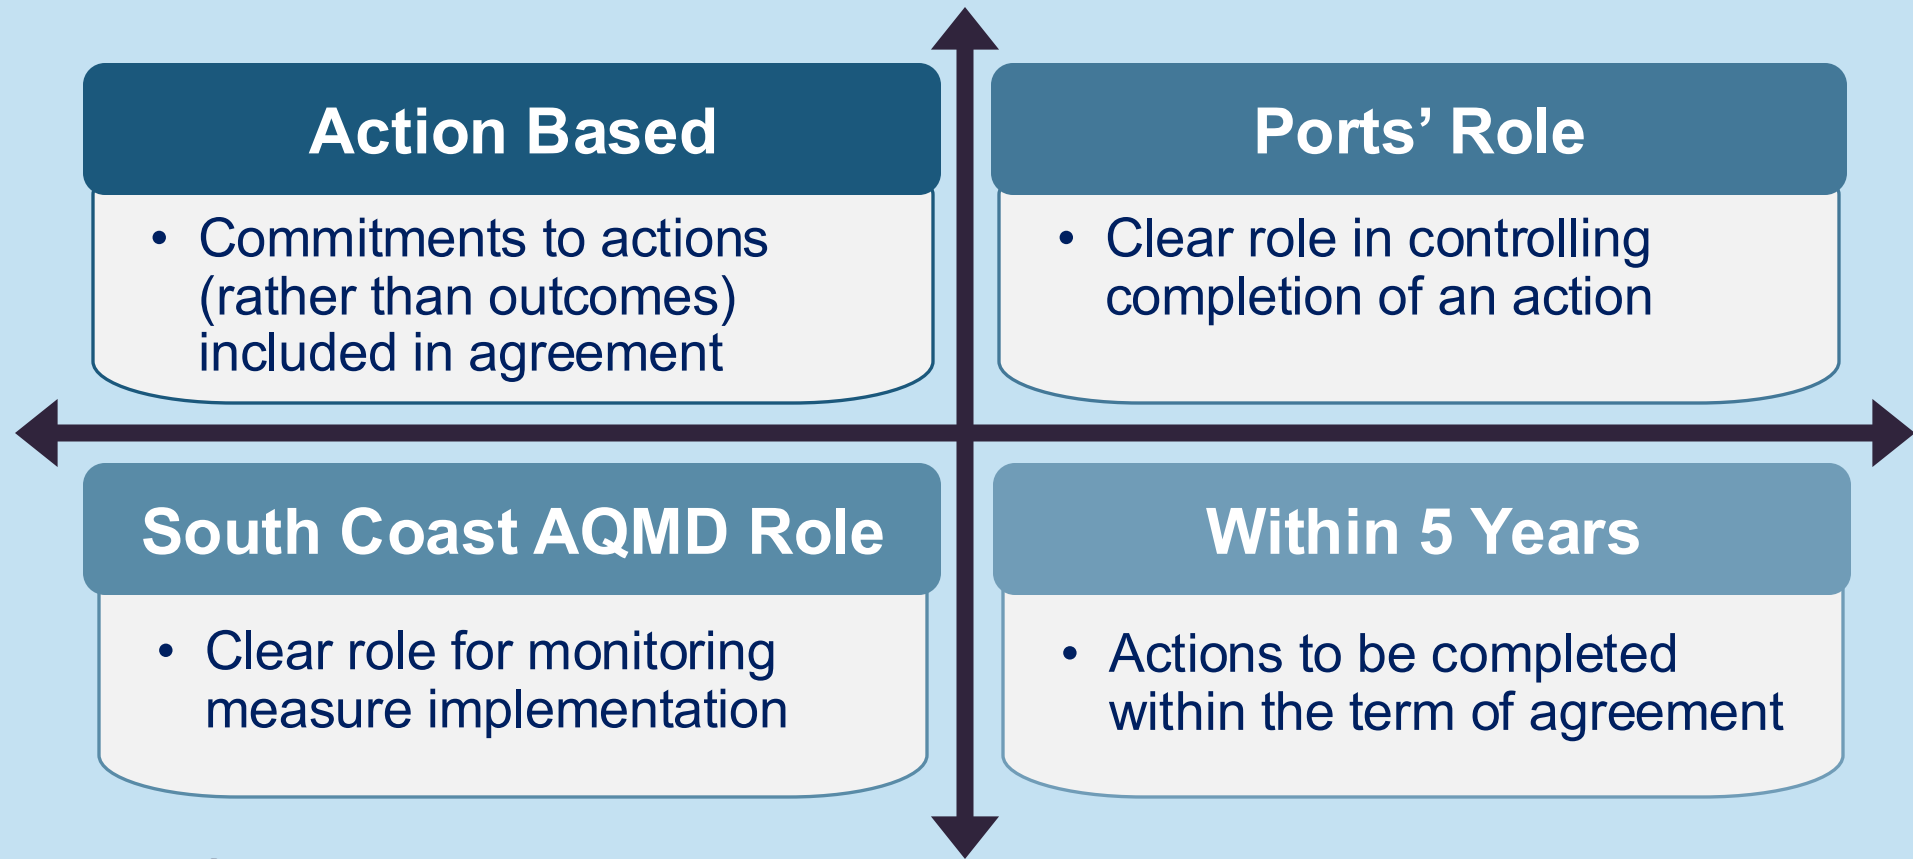 Action Based
• Commitments to actions
(rather than outcomes)
included in agreement
Ports’ Role
• Clear role in controlling
completion of an action
South Coast AQMD Role
• Clear role for monitoring
measure implementation
Within 5 Years
• Actions to be completed
within the term of agreement